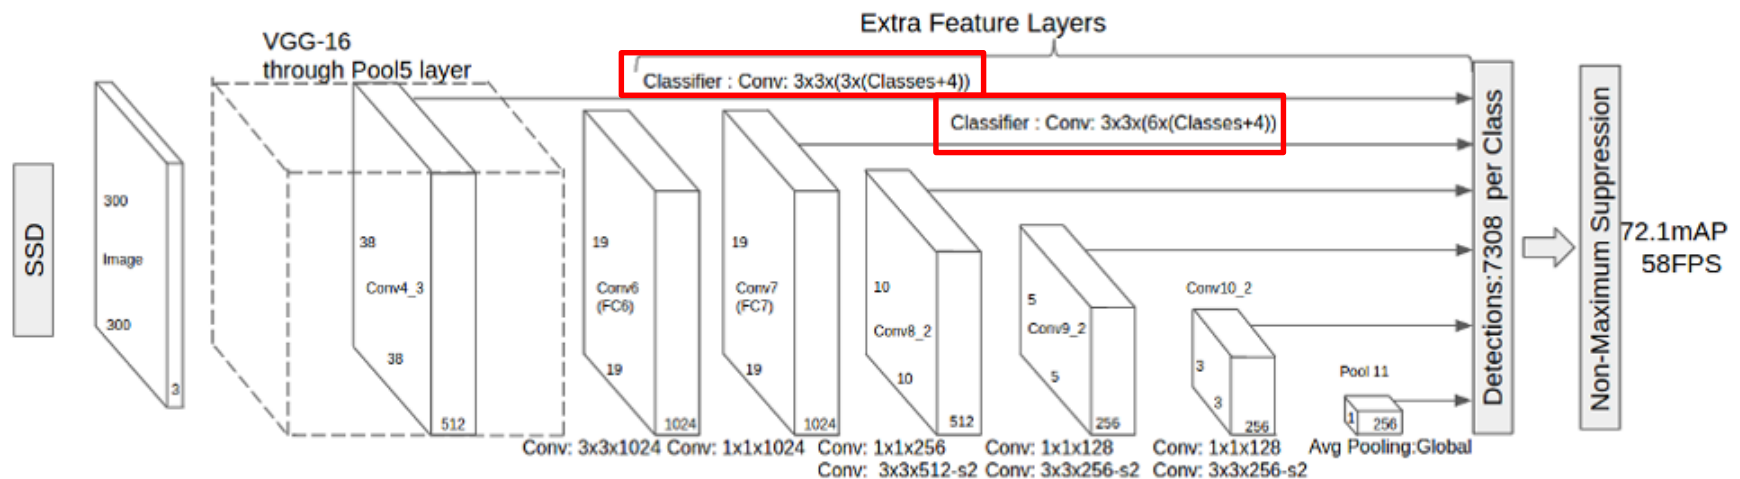 Extra Feature Layers
VGG-16
through Pool5 layer
Classifier : Conv: 3x3x(3x(Classes+4))
Classifier : Conv: 3x3x(6x(Classes+4))
SSD
300
Image
300
3
38
Conv4_3
38
512
19
Conv6
(FC6)
19
1024
19
Conv7
(FC7)
19
1024
10
Conv8_2
10
512
5
Conv9_2
5
256
Conv10_2
3
3
256
Pool 11
1
256
Conv: 3x3x1024
Conv: 1x1x1024
Conv: 1x1x256
Conv: 3x3x512-s2
Conv: 1x1x128
Conv: 3x3x256-s2
Conv: 1x1x128
Conv: 3x3x256-s2
Avg Pooling:Global
Detections:7308 per Class
Non-Maximum Suppression
72.1mAP
58FPS